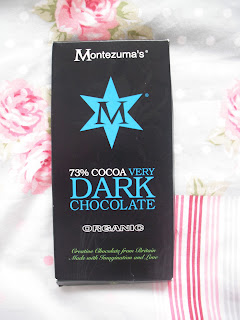 Montezuma's®
M®
73% COCOA VERY
DARK
CHOCOLATE
ORGANIC
Creative Chocolate from Britain
Made with Imagination and Love